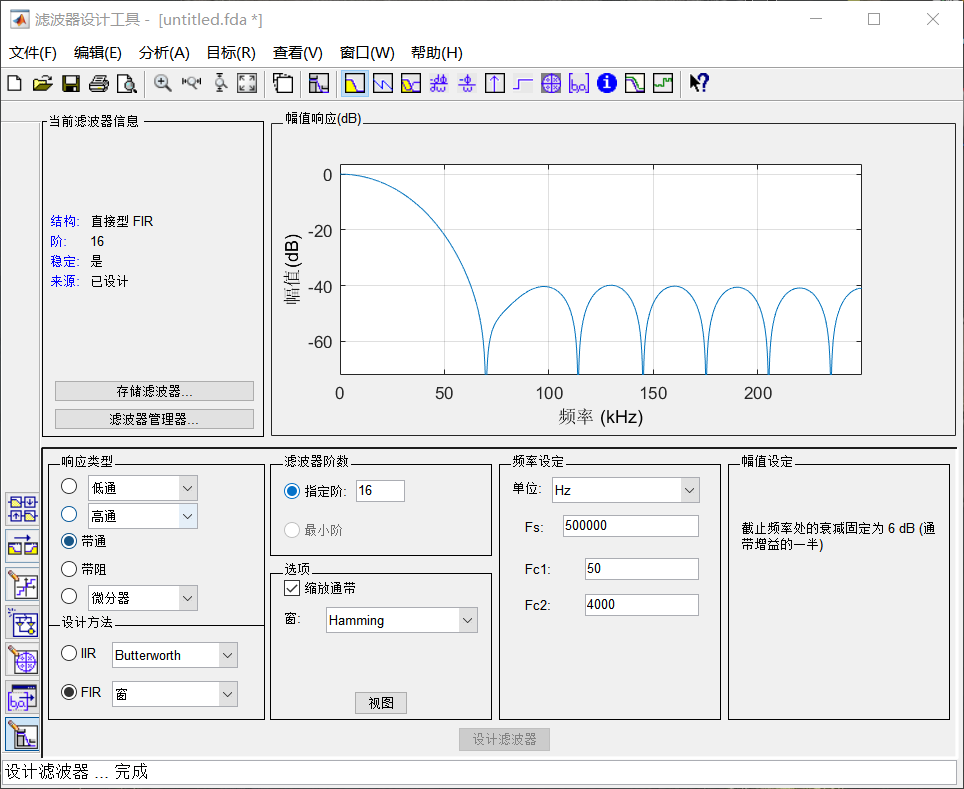 滤波器设计工具 - [untitled.fda *]
文件(F) 编辑(E) 分析(A) 目标(R) 查看(V) 窗口(W) 帮助(H)
当前滤波器信息
结构: 直接型 FIR
阶: 16
稳定: 是
来源: 已设计
存储滤波器...
滤波器管理器...
幅值响应(dB)
0
-20
-40
-60
幅值(dB)
0 50 100 150 200
频率 (kHz)
响应类型
低通
高通
带通
带阻
微分器
设计方法
IIR Butterworth
FIR 窗
滤波器阶数
指定阶: 16
最小阶
选项
缩放通带
窗: Hamming
视图
频率设定
单位: Hz
Fs: 500000
Fc1: 50
Fc2: 4000
幅值设定
截止频率处的衰减固定为 6 dB (通
带增益的一半)
设计滤波器
设计滤波器 ... 完成